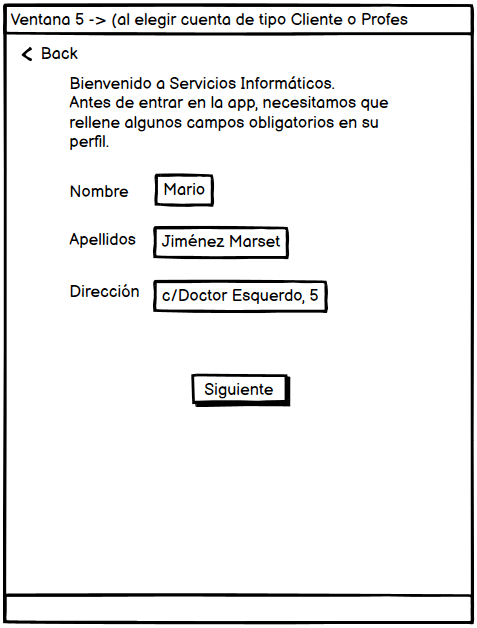 Ventana 5 -> (al elegir cuenta de tipo Cliente o Profes
Back
Bienvenido a Servicios Informáticos.
Antes de entrar en la app, necesitamos que
rellene algunos campos obligatorios en su
perfil.
Nombre Mario
Apellidos Jiménez Marset
Dirección c/Doctor Esquerdo, 5
Siguiente